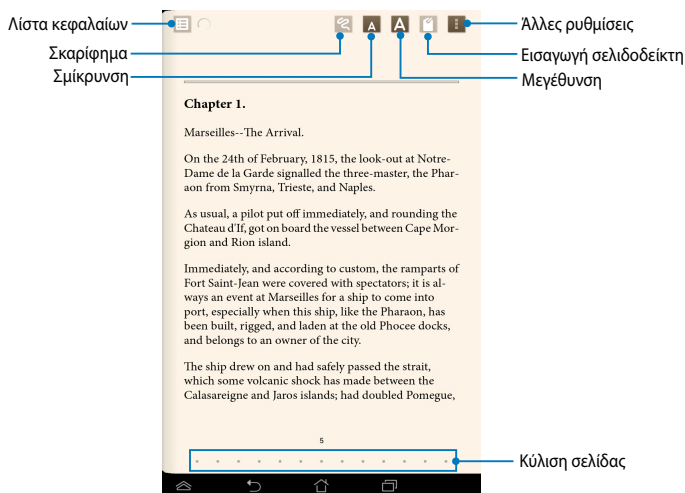 Λίστα κεφαλαίων
Σκαρίφημα
Σμίκρυνση
A
A
Άλλες ρυθμίσεις
Εισαγωγή σελιδοδείκτη
Μεγέθυνση
Chapter 1.
Marseilles--The Arrival.
On the 24th of February, 1815, the look-out at Notre-
Dame de la Garde signalled the three-master, the Phar-
aon from Smyrna, Trieste, and Naples.
As usual, a pilot put off immediately, and rounding the
Chateau d'If, got on board the vessel between Cape Mor-
gion and Rion island.
Immediately, and according to custom, the ramparts of
Fort Saint-Jean were covered with spectators; it is al-
ways an event at Marseilles for a ship to come into
port, especially when this ship, like the Pharaon, has
been built, rigged, and laden at the old Phocee docks,
and belongs to an owner of the city.
The ship drew on and had safely passed the strait,
which some volcanic shock has made between the
Calasareigne and Jaros islands; had doubled Pomegue,
5
Κύλιση σελίδας